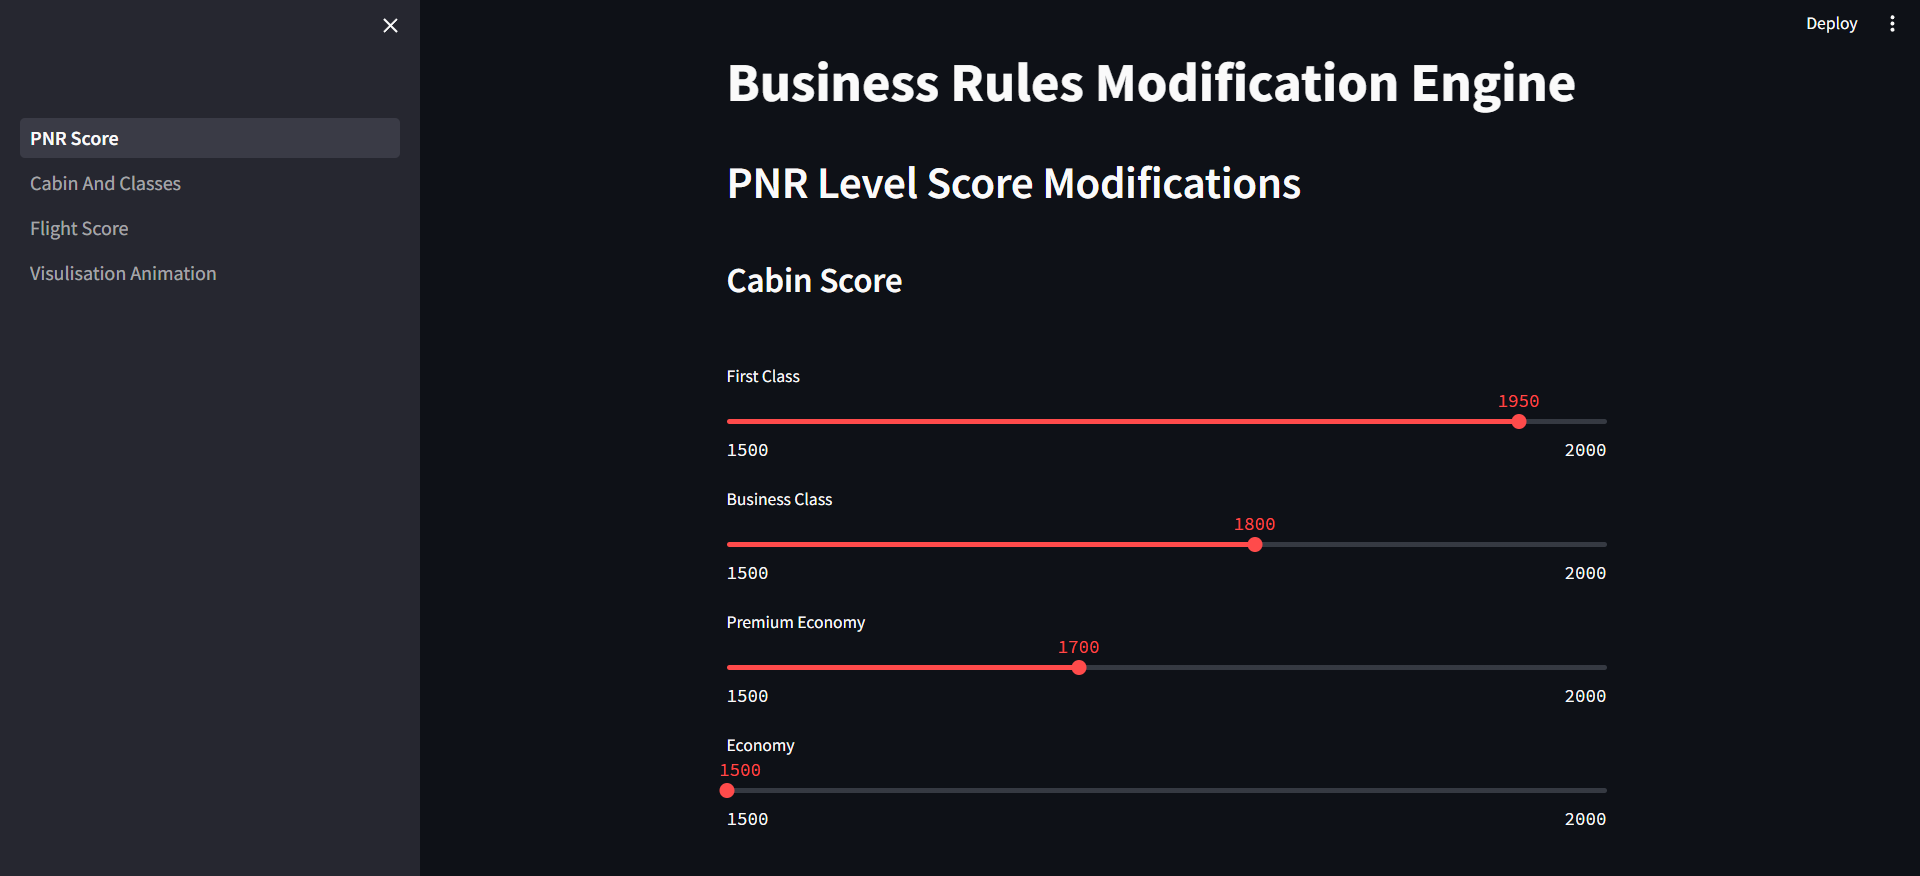 PNR Score
Cabin And Classes
Flight Score
Visulisation Animation
Deploy
Business Rules Modification Engine
PNR Level Score Modifications
Cabin Score
First Class
1950
1500 2000
Business Class
1800
1500 2000
Premium Economy
1700
1500 2000
Economy
1500
1500 2000